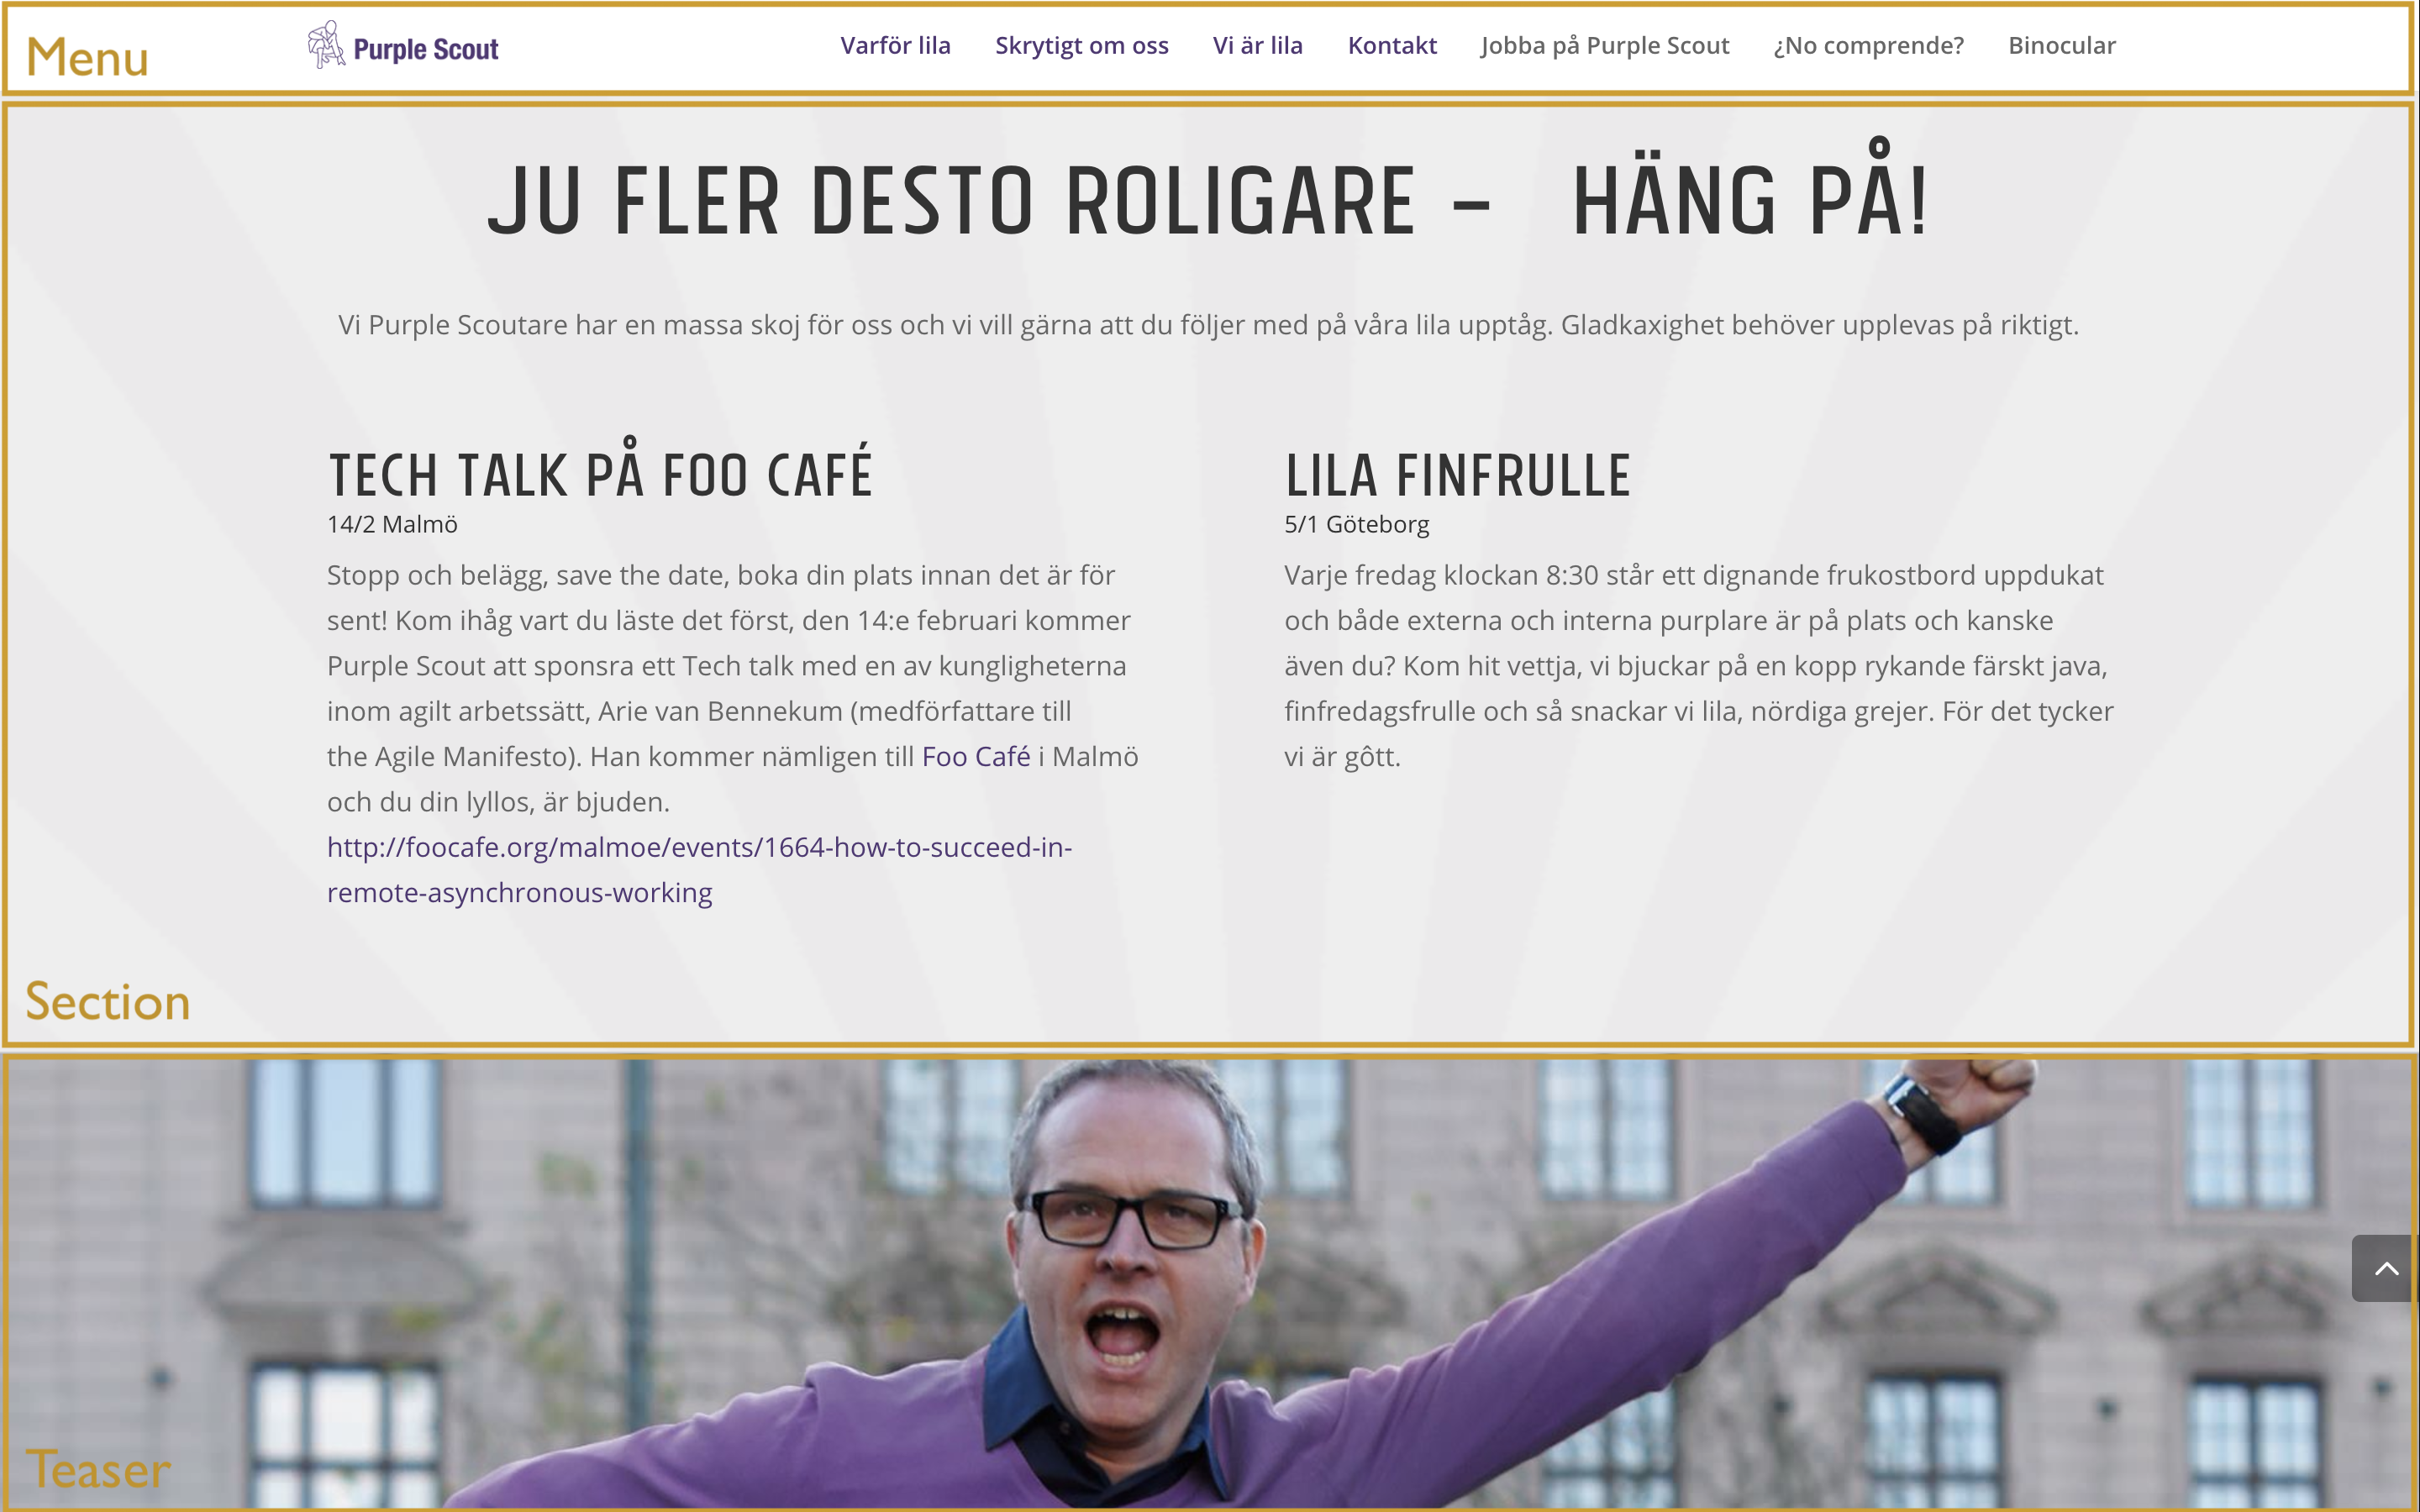 Menu
Purple Scout
Varför lila Skrytigt om oss Vi är lila Kontakt Jobba på Purple Scout ¿No comprende? Binocular
JU FLER DESTO ROLIGARE – HÄNG PÅ!
Vi Purple Scoutare har en massa skoj för oss och vi vill gärna att du följer med på våra lila upptåg. Gladkaxighet behöver upplevas på riktigt.
TECH TALK PÅ FOO CAFÉ
14/2 Malmö
Stopp och belägg, save the date, boka din plats innan det är för
sent! Kom ihåg vart du läste det först, den 14:e februari kommer
Purple Scout att sponsra ett Tech talk med en av kungligheterna
inom agilt arbetssätt, Arie van Bennekum (medförfattare till
the Agile Manifesto). Han kommer nämligen till Foo Café i Malmö
och du din lyllos, är bjuden.
http://foocafe.org/malmoe/events/1664-how-to-succeed-in-
remote-asynchronous-working
LILA FINFRULLE
5/1 Göteborg
Varje fredag klockan 8:30 står ett dignande frukostbord uppdukat
och både externa och interna purplare är på plats och kanske
även du? Kom hit vettja, vi bjuckar på en kopp rykande färskt java,
finfredagsfrulle och så snackar vi lila, nördiga grejer. För det tycker
vi är gôtt.
Section
Teaser